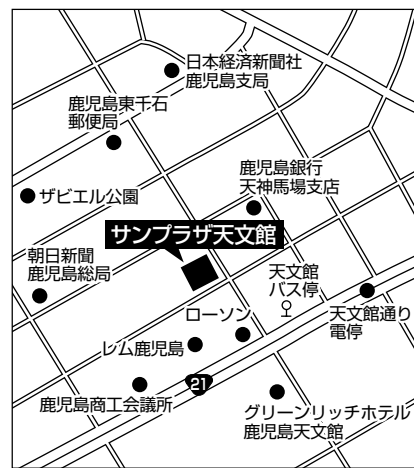 日本経済新聞社
鹿児島支局
鹿児島東千石
郵便局
鹿児島銀行
天神馬場支店
ザビエル公園
サンプラザ天文館
朝日新聞
鹿児島総局
天文館
バス停
ローソン
天文館通り
電停
レム鹿児島
21
鹿児島商工会議所
グリーンリッチホテル
鹿児島天文館